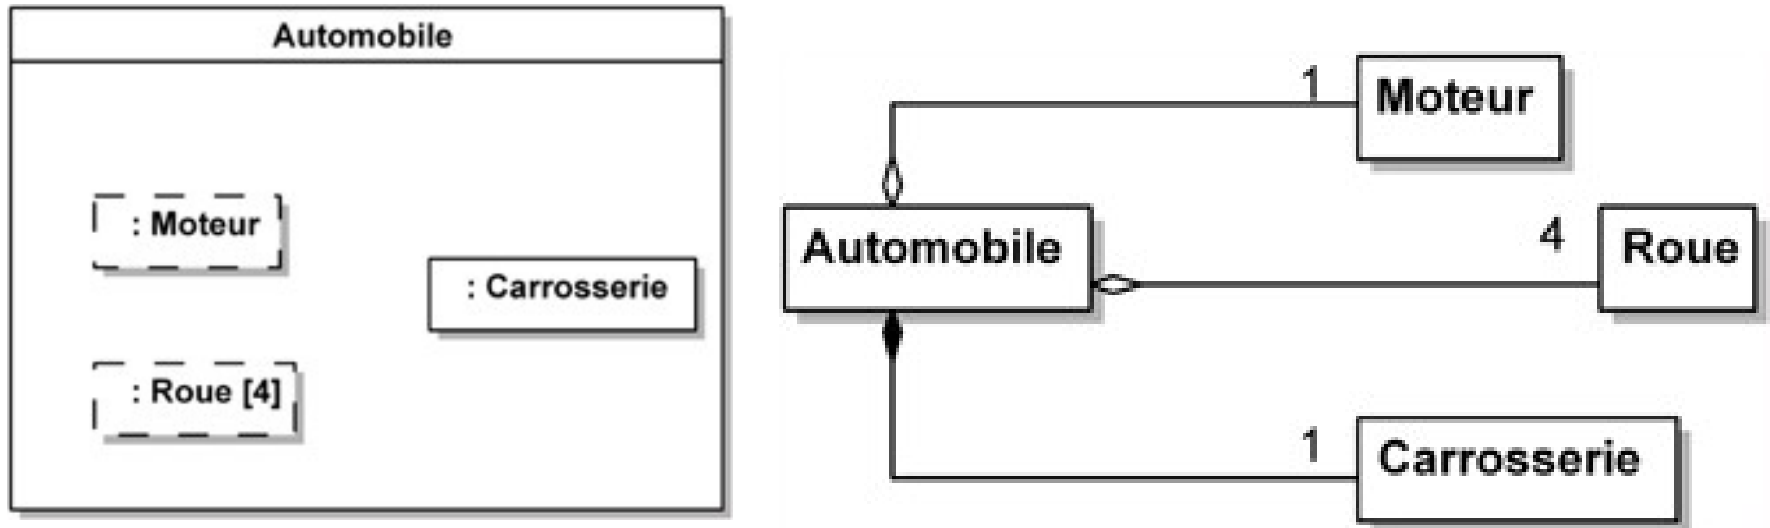 Automobile
: Moteur
: Carrosserie
: Roue [4]
1
Moteur
Automobile
4
Roue
1
Carrosserie